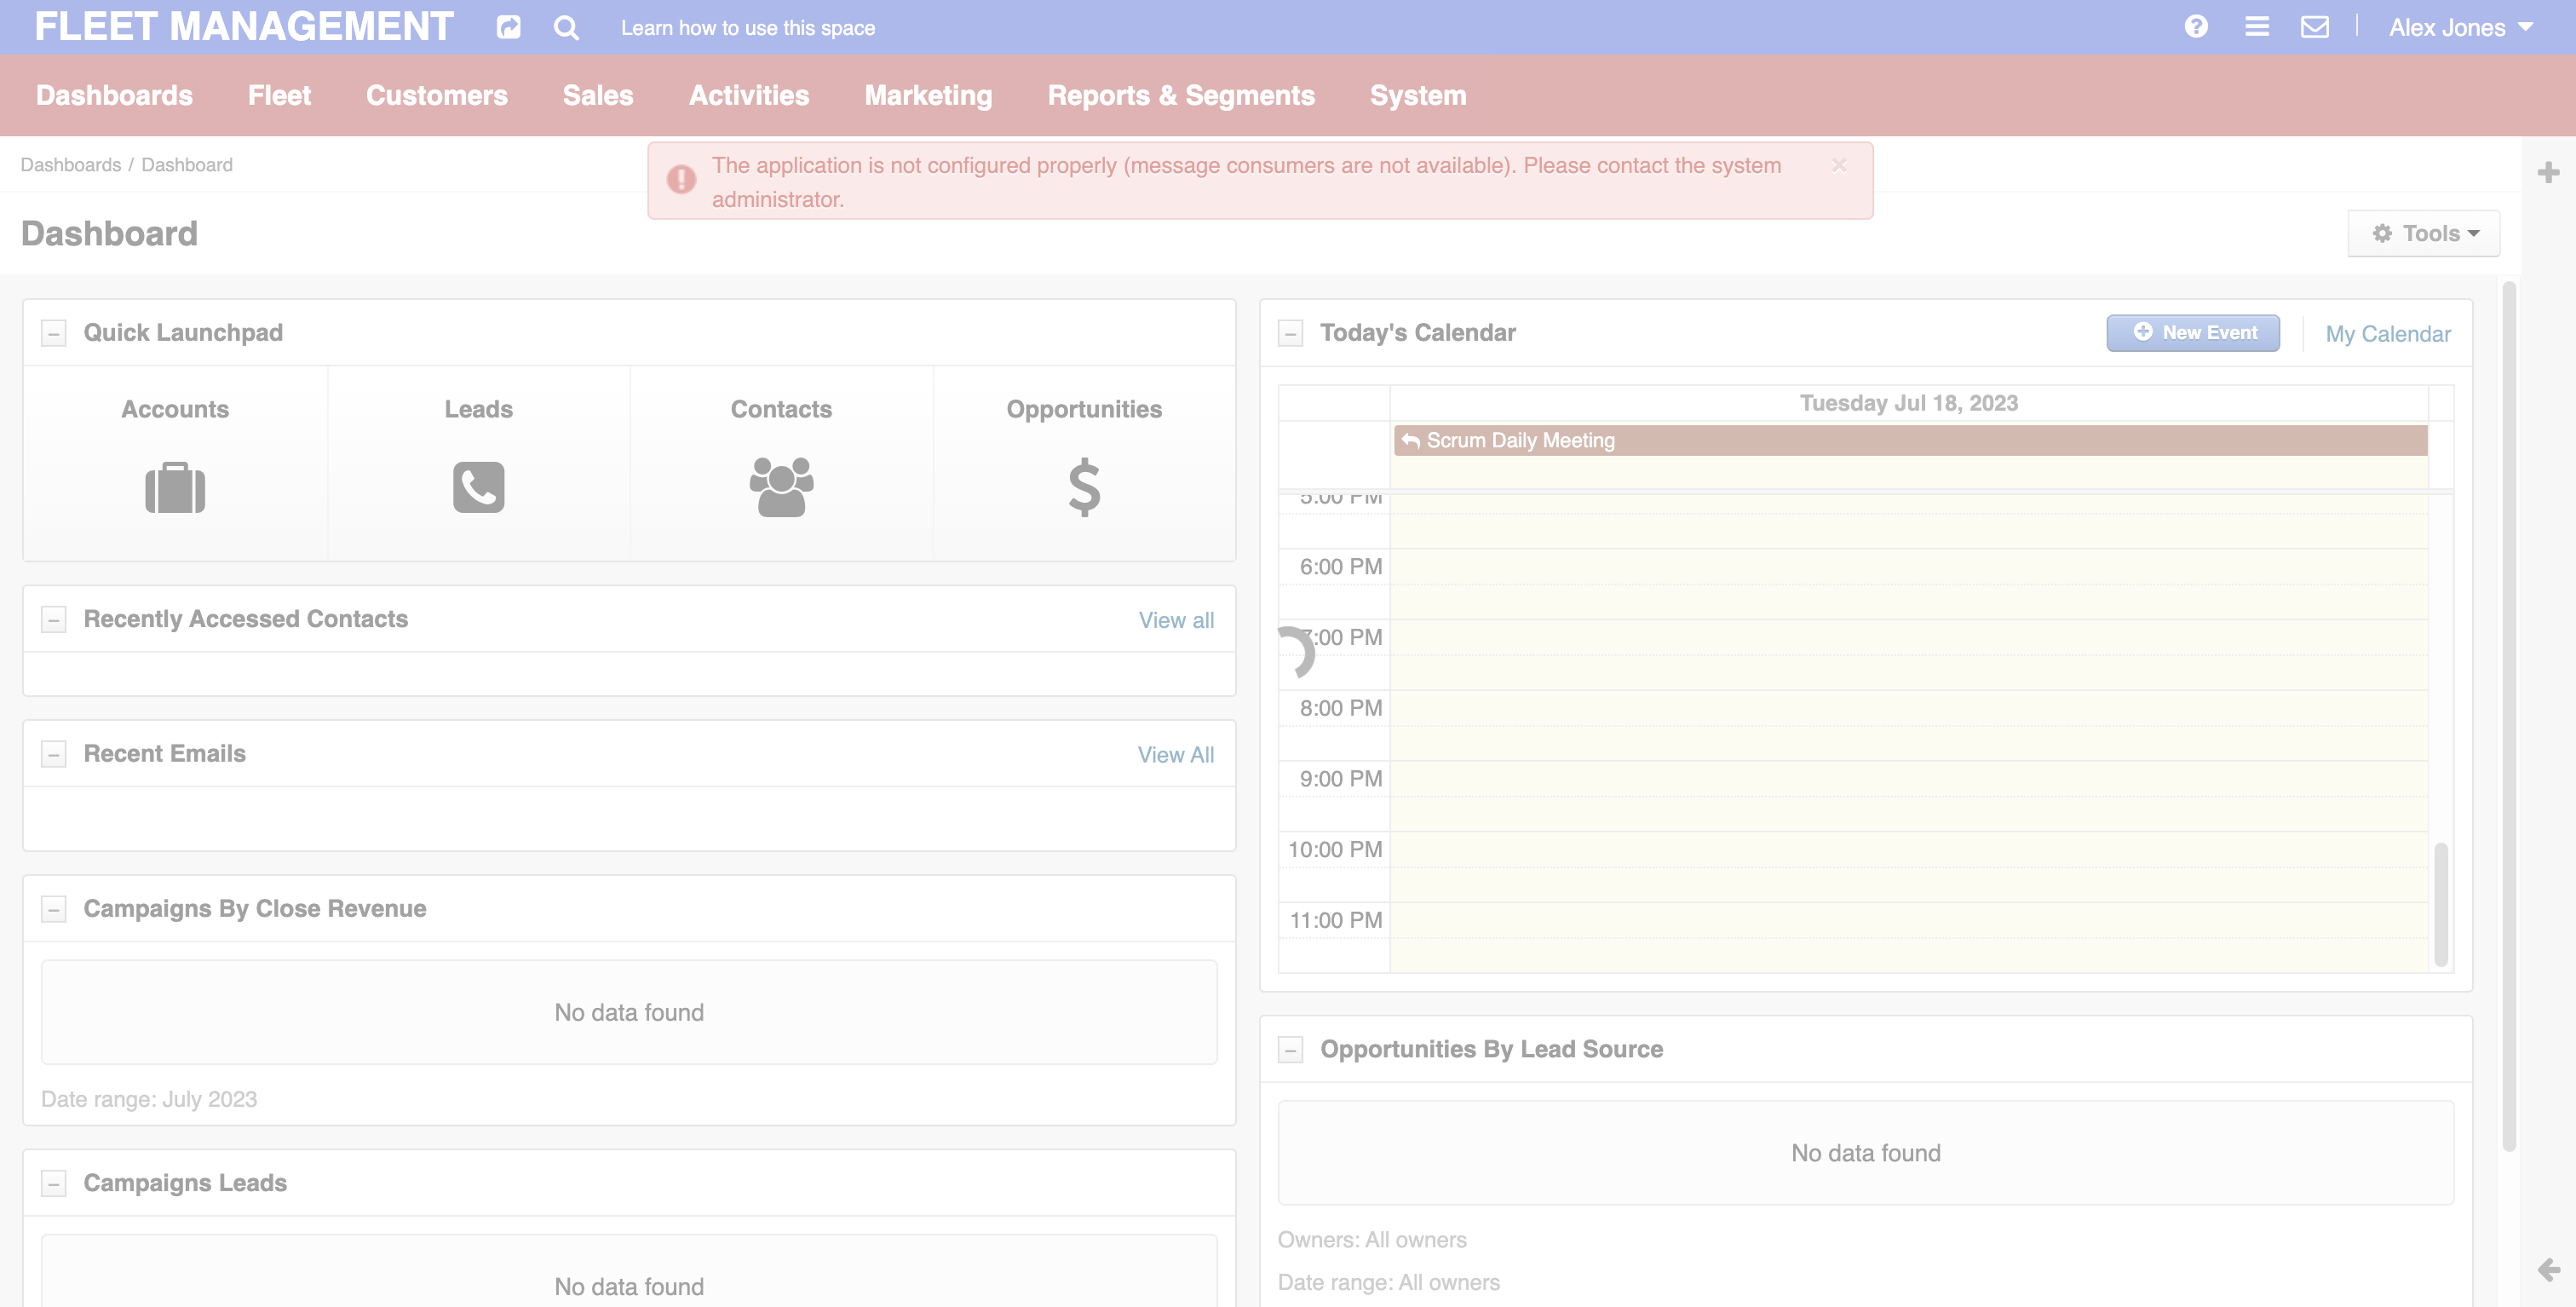 FLEET MANAGEMENT
Learn how to use this space
Alex Jones
Dashboards Fleet Customers Sales Activities Marketing Reports & Segments System
Dashboards / Dashboard
The application is not configured properly (message consumers are not available). Please contact the system
administrator.
Dashboard
Tools
Quick Launchpad
Accounts Leads Contacts Opportunities
Recently Accessed Contacts View all
Recent Emails View All
Campaigns By Close Revenue
No data found
Date range: July 2023
Campaigns Leads
No data found
Today's Calendar New Event My Calendar
Tuesday Jul 18, 2023
Scrum Daily Meeting
5:00 PM
6:00 PM
7:00 PM
8:00 PM
9:00 PM
10:00 PM
11:00 PM
Opportunities By Lead Source
No data found
Owners: All owners
Date range: All owners